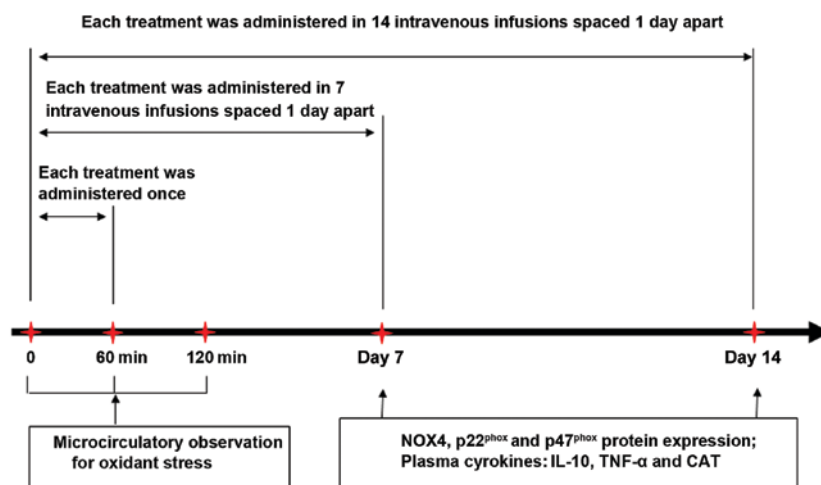 Each treatment was administered in 14 intravenous infusions spaced 1 day apart
Each treatment was administered in 7
intravenous infusions spaced 1 day apart
Each treatment was
administered once
0
60 min
120 min
Day 7
Day 14
Microcirculatory observation
for oxidant stress
NOX4, p22phox and p47phox protein expression;
Plasma cyrokines: IL-10, TNF-α and CAT